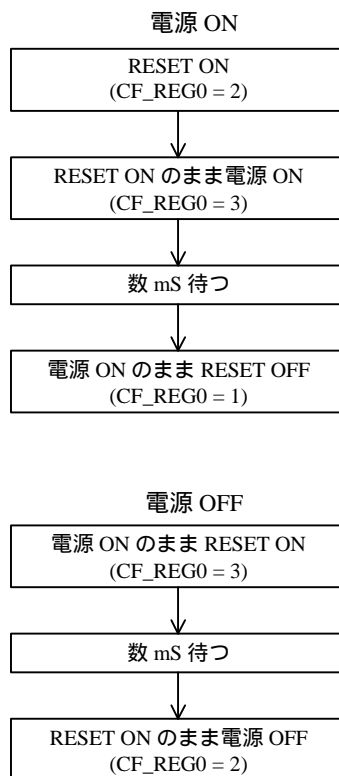 電源 ON
RESET ON
(CF_REG0 = 2)
RESET ON のまま電源 ON
(CF_REG0 = 3)
数 mS 待つ
電源 ON のまま RESET OFF
(CF_REG0 = 1)
電源 OFF
電源 ON のまま RESET ON
(CF_REG0 = 3)
数 mS 待つ
RESET ON のまま電源 OFF
(CF_REG0 = 2)